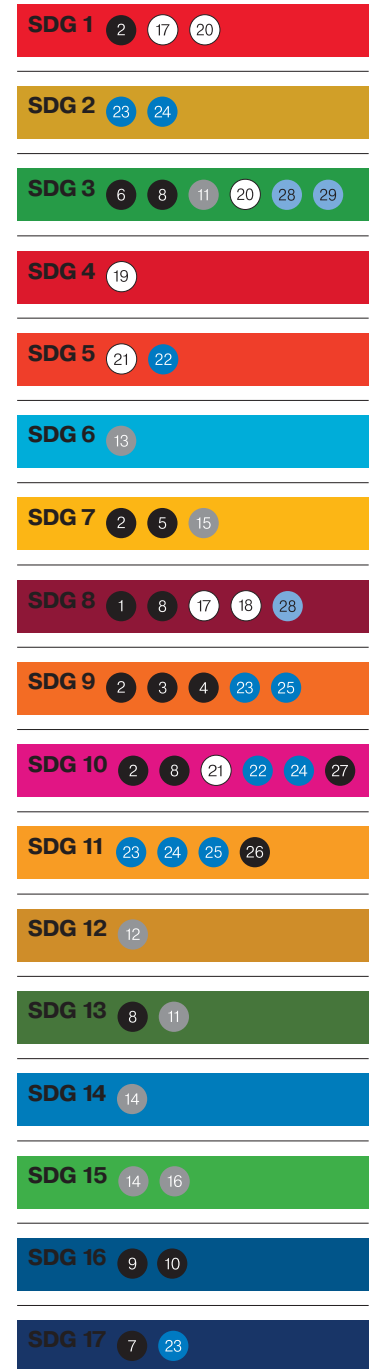 SDG 1 2 17 20
SDG 2 23 24
SDG 3 6 8 11 20 28 29
SDG 4 19
SDG 5 21 22
SDG 6 13
SDG 7 2 5 15
SDG 8 1 8 17 18 28
SDG 9 2 3 4 23 25
SDG 10 2 8 21 22 24 27
SDG 11 23 24 25 26
SDG 12 12
SDG 13 8 11
SDG 14 14
SDG 15 14 16
SDG 16 9 10
SDG 17 7 23